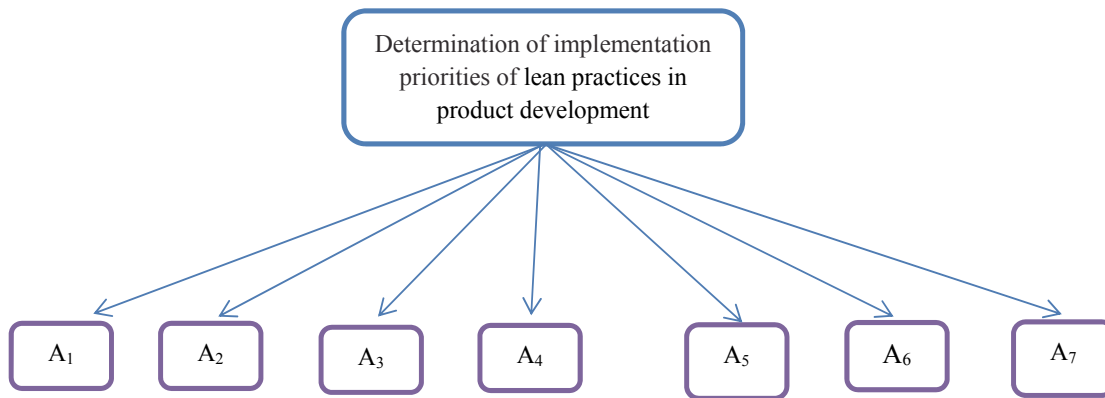 Determination of implementation
priorities of lean practices in
product development
A₁ A₂ A₃ A₄ A₅ A₆ A₇